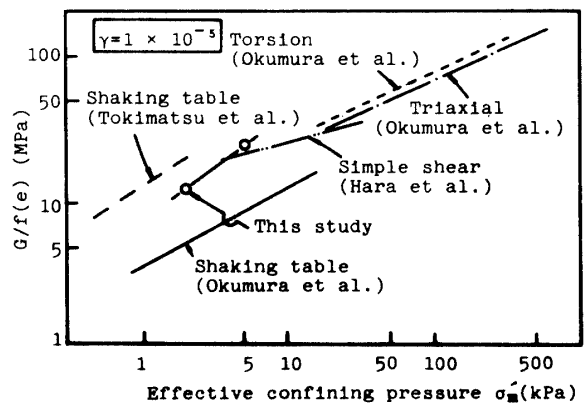 γ=1 × 10⁻⁵
Torsion
(Okumura et al.)
Shaking table
(Tokimatsu et al.)
Triaxial
(Okumura et al.)
Simple shear
(Hara et al.)
This study
Shaking table
(Okumura et al.)
G/f(e) (MPa)
100
50
10
5
1
1
5
10
50
100
500
Effective confining pressure σ'm(kPa)